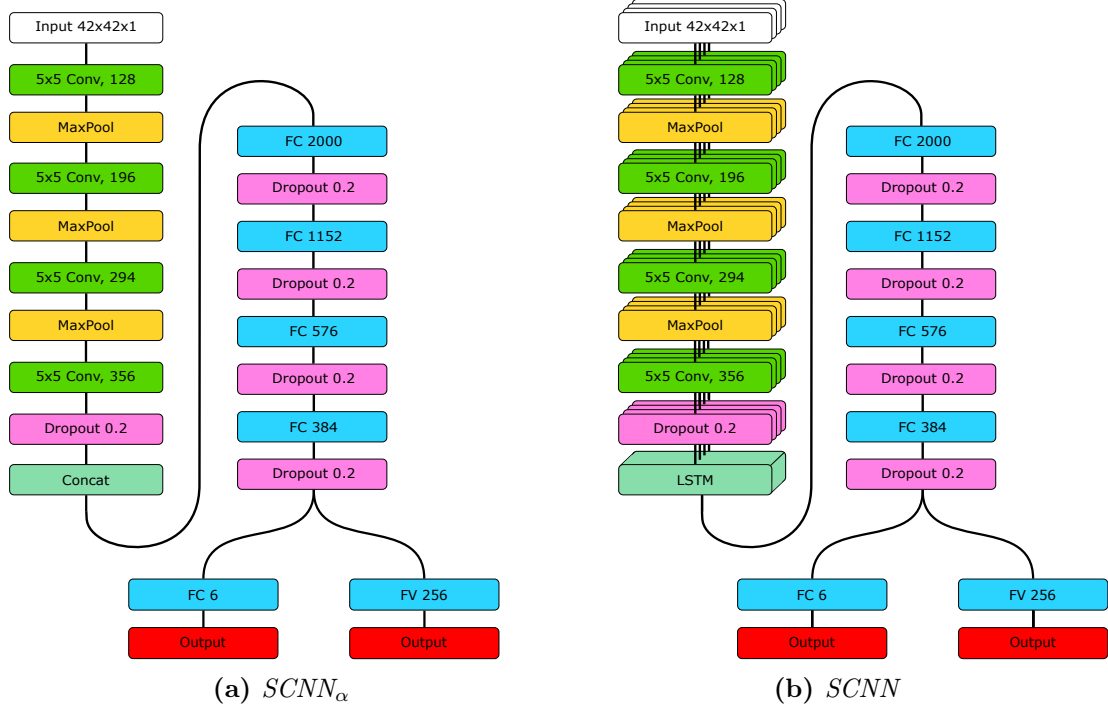 Input 42x42x1
5x5 Conv, 128
MaxPool
5x5 Conv, 196
MaxPool
5x5 Conv, 294
MaxPool
5x5 Conv, 356
Dropout 0.2
Concat
FC 2000
Dropout 0.2
FC 1152
Dropout 0.2
FC 576
Dropout 0.2
FC 384
Dropout 0.2
FC 6
FV 256
Output
Output
(a) SCNNα
Input 42x42x1
5x5 Conv, 128
MaxPool
5x5 Conv, 196
MaxPool
5x5 Conv, 294
MaxPool
5x5 Conv, 356
Dropout 0.2
LSTM
FC 2000
Dropout 0.2
FC 1152
Dropout 0.2
FC 576
Dropout 0.2
FC 384
Dropout 0.2
FC 6
FV 256
Output
Output
(b) SCNN